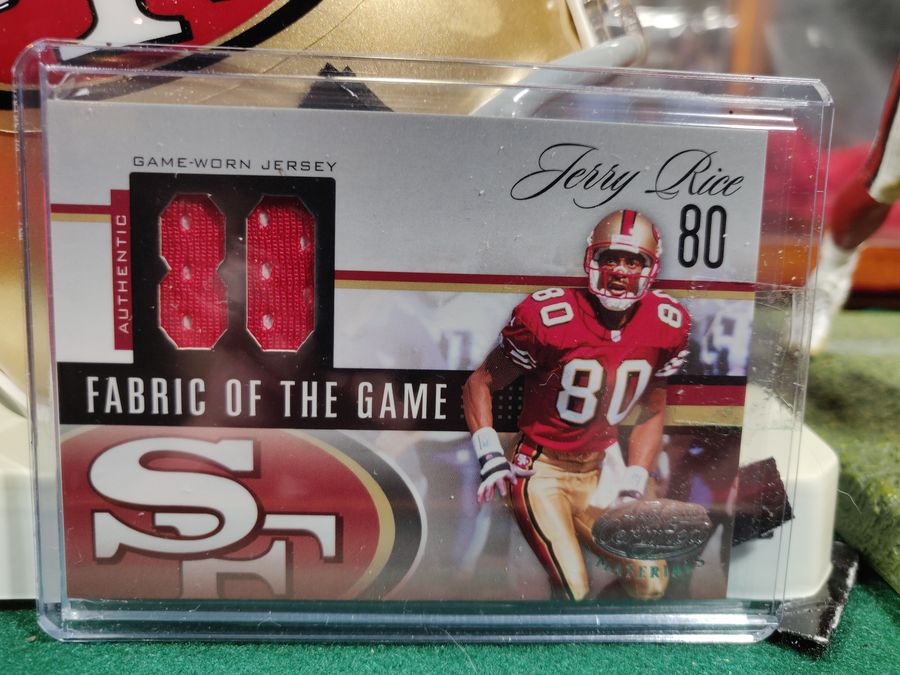 GAME-WORN JERSEY
Jerry Rice
80
AUTHENTIC
80
80
80
80
FABRIC OF THE GAME
SF
Certified
MATERIALS